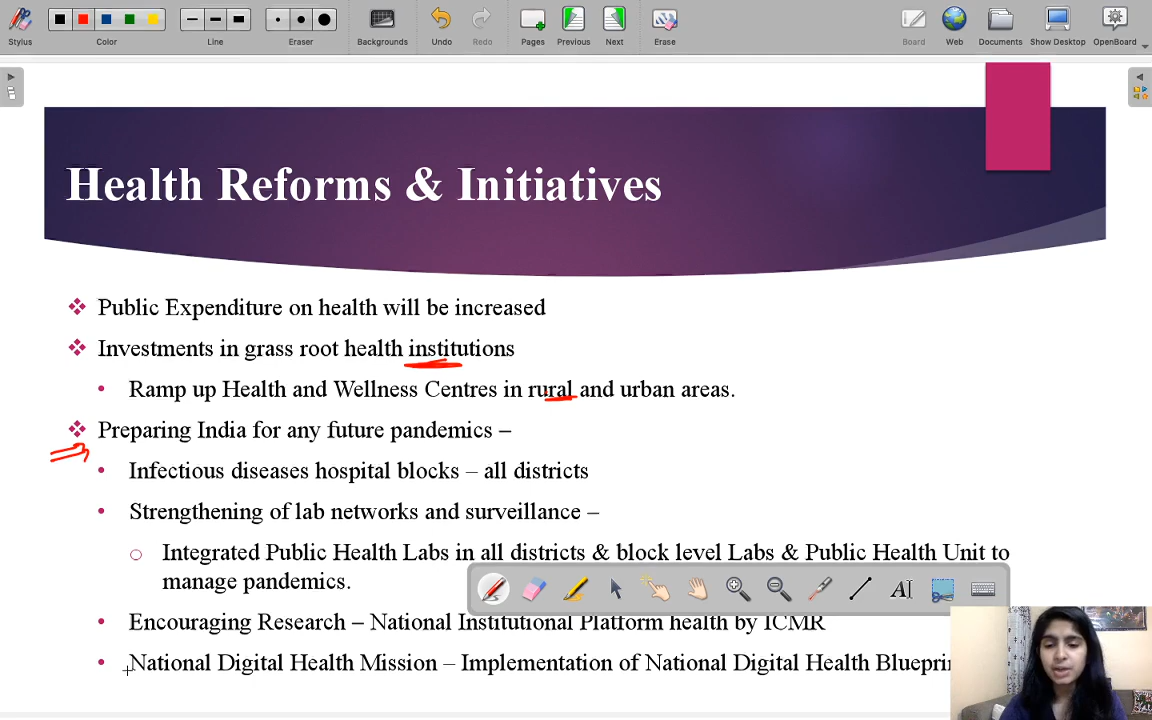 Stylus Color Line Eraser Backgrounds Undo Redo Pages Previous Next Erase Board Web Documents Show Desktop OpenBoard
Health Reforms & Initiatives
Public Expenditure on health will be increased
Investments in grass root health institutions
Ramp up Health and Wellness Centres in rural and urban areas.
Preparing India for any future pandemics –
Infectious diseases hospital blocks – all districts
Strengthening of lab networks and surveillance –
Integrated Public Health Labs in all districts & block level Labs & Public Health Unit to
manage pandemics.
AI
Encouraging Research – National Institutional Platform health by ICMR
National Digital Health Mission – Implementation of National Digital Health